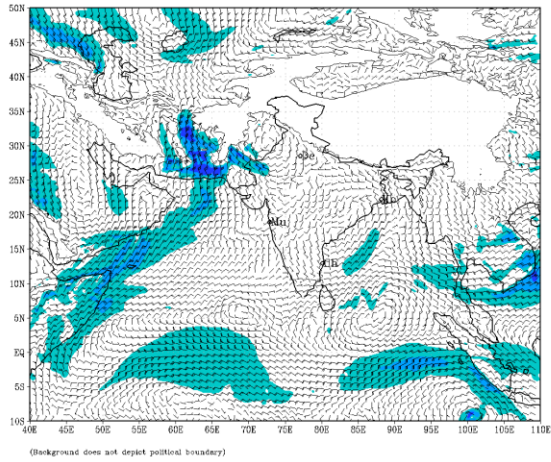 50N
45N
40N
35N
30N
25N
20N
15N
10N
5N
EQ
5S
10S
Mu
40E 45E 50E 55E 60E 65E 70E 75E 80E 85E 90E 95E 100E 105E 110E
(Background does not depict political boundary)